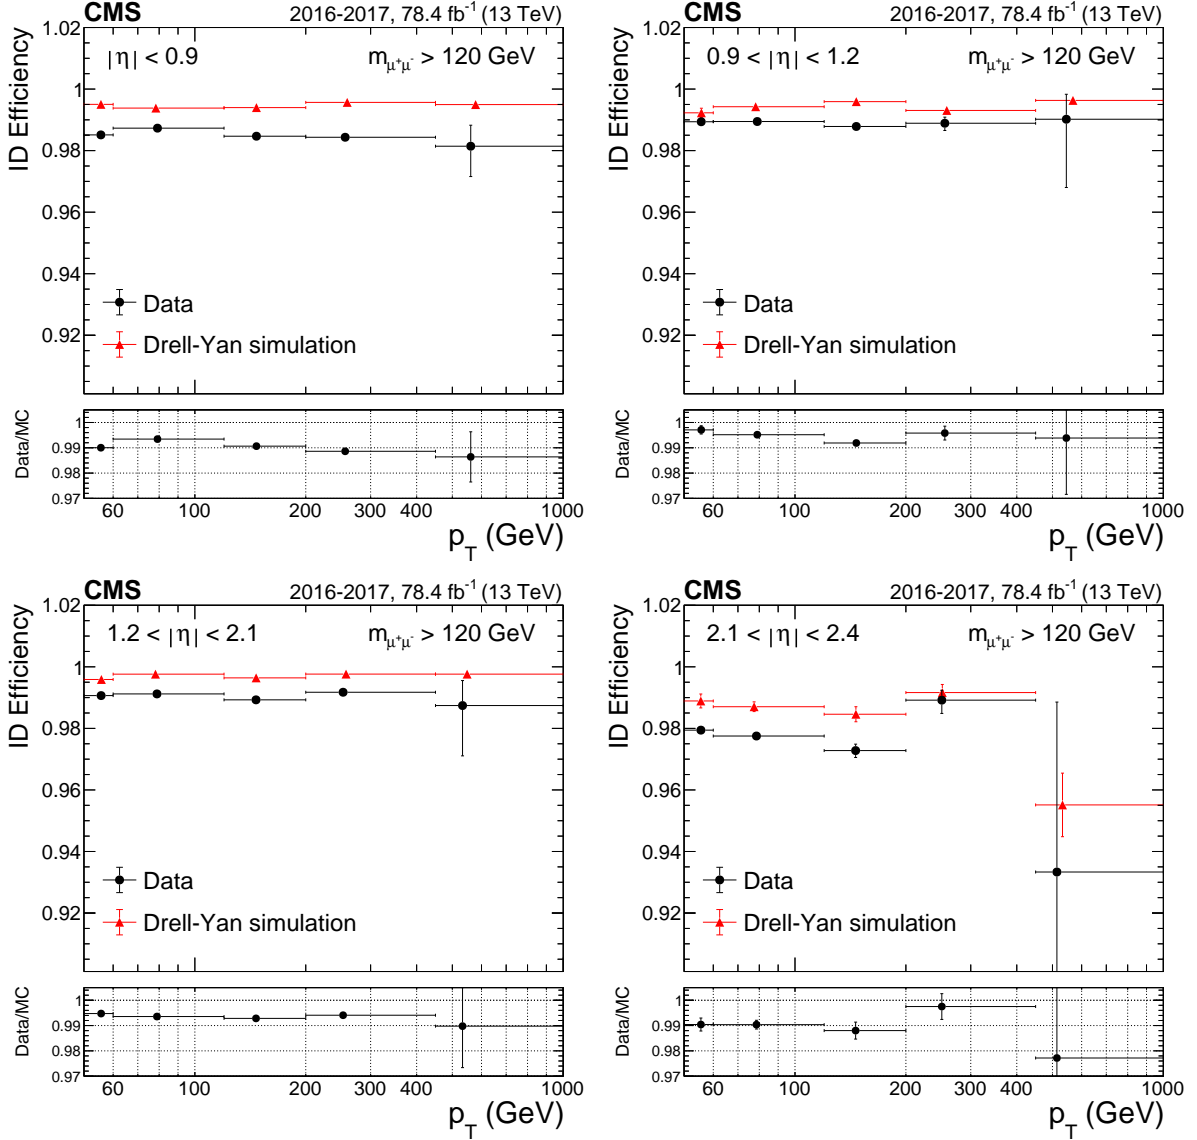 CMS 2016-2017, 78.4 fb⁻¹ (13 TeV)
ID Efficiency
1.02
1
0.98
0.96
0.94
0.92
|η| < 0.9 m_μ⁺μ⁻ > 120 GeV
Data
Drell-Yan simulation
Data/MC
1
0.99
0.98
0.97
60 100 200 300 400 1000
p_T (GeV)
CMS 2016-2017, 78.4 fb⁻¹ (13 TeV)
ID Efficiency
1.02
1
0.98
0.96
0.94
0.92
0.9 < |η| < 1.2 m_μ⁺μ⁻ > 120 GeV
Data
Drell-Yan simulation
Data/MC
1
0.99
0.98
0.97
60 100 200 300 400 1000
p_T (GeV)
CMS 2016-2017, 78.4 fb⁻¹ (13 TeV)
ID Efficiency
1.02
1
0.98
0.96
0.94
0.92
1.2 < |η| < 2.1 m_μ⁺μ⁻ > 120 GeV
Data
Drell-Yan simulation
Data/MC
1
0.99
0.98
0.97
60 100 200 300 400 1000
p_T (GeV)
CMS 2016-2017, 78.4 fb⁻¹ (13 TeV)
ID Efficiency
1.02
1
0.98
0.96
0.94
0.92
2.1 < |η| < 2.4 m_μ⁺μ⁻ > 120 GeV
Data
Drell-Yan simulation
Data/MC
1
0.99
0.98
0.97
60 100 200 300 400 1000
p_T (GeV)